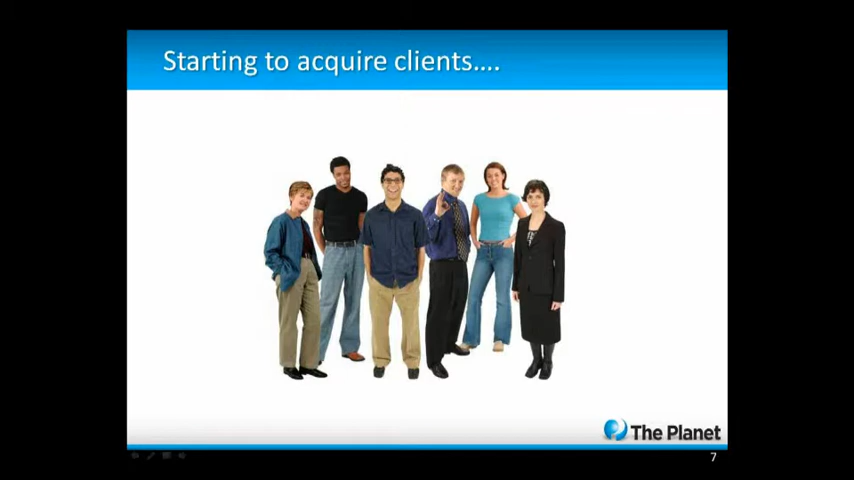 Starting to acquire clients....
The Planet
7